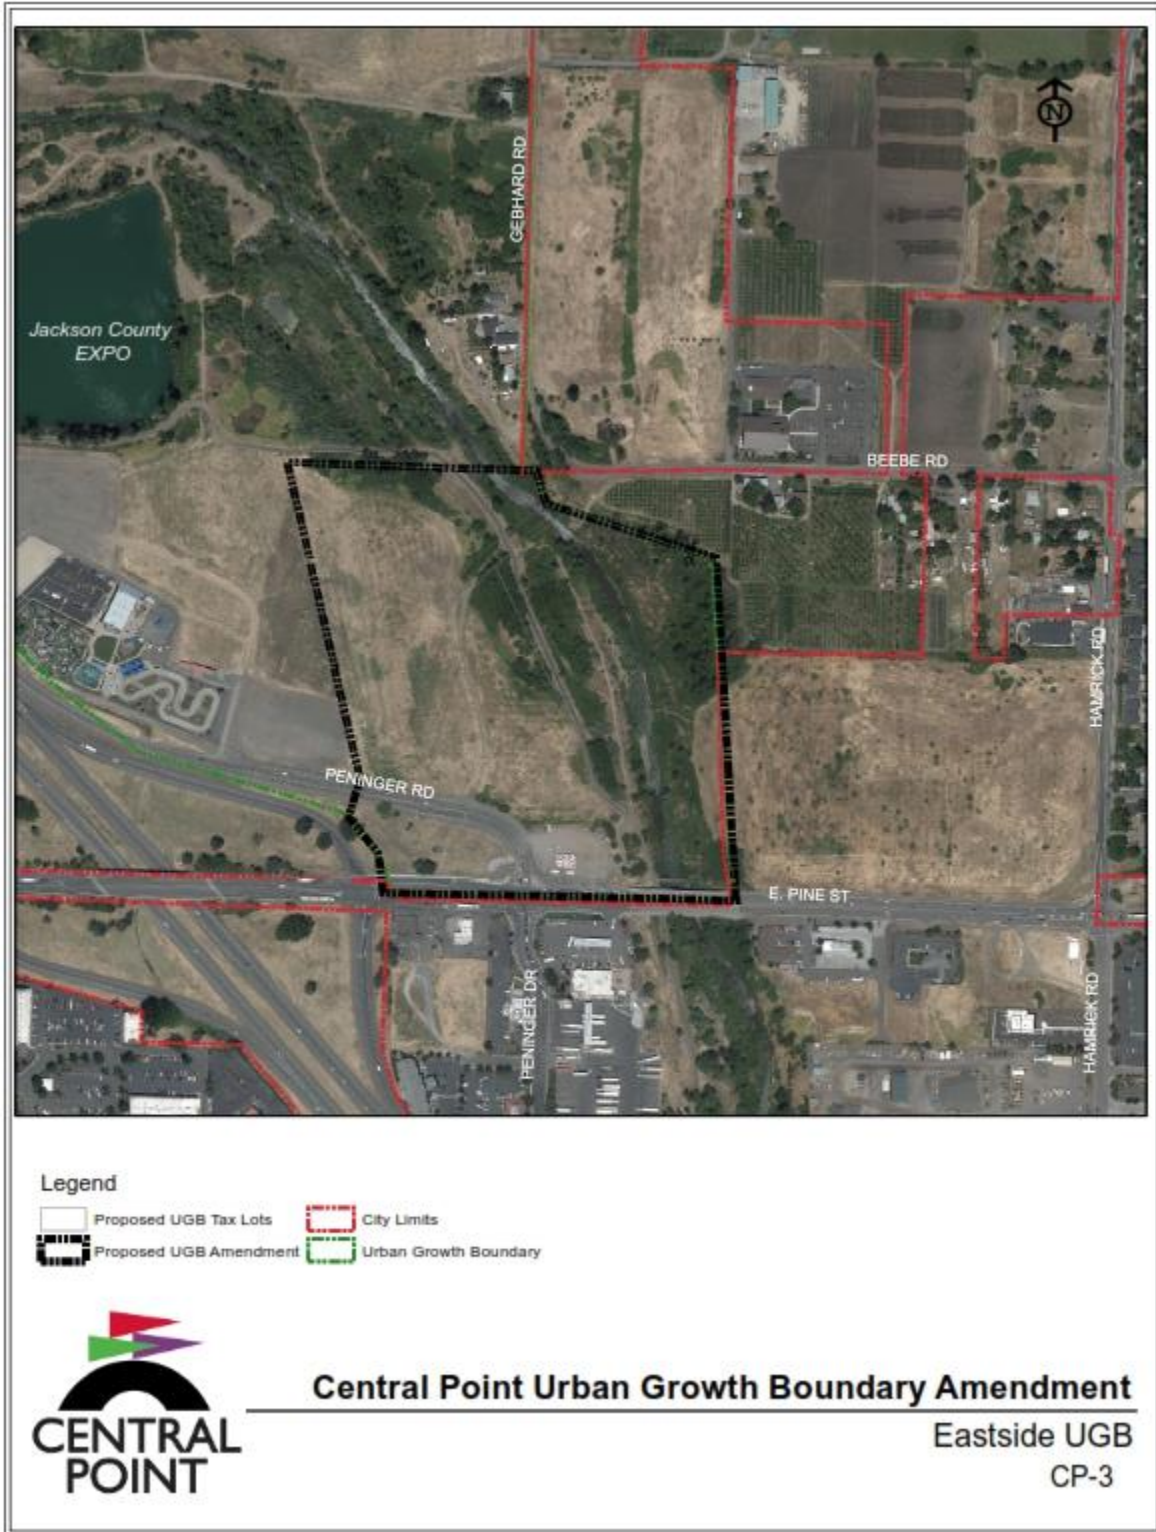 N
GEBHARD RD
Jackson County
EXPO
BEEBE RD
HAMRICK RD
PENINGER RD
E. PINE ST
PENINGER DR
HAMRICK RD
Legend
Proposed UGB Tax Lots
City Limits
Proposed UGB Amendment
Urban Growth Boundary
CENTRAL
POINT
Central Point Urban Growth Boundary Amendment
Eastside UGB
CP-3